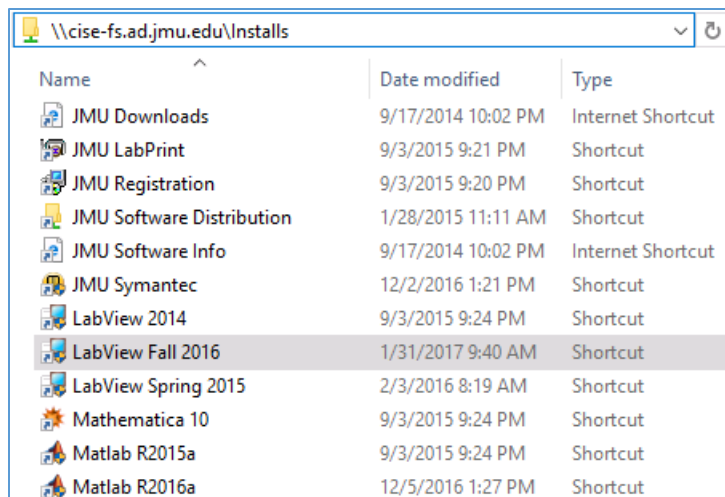 \\cise-fs.ad.jmu.edu\Installs
Name Date modified Type
JMU Downloads 9/17/2014 10:02 PM Internet Shortcut
JMU LabPrint 9/3/2015 9:21 PM Shortcut
JMU Registration 9/3/2015 9:20 PM Shortcut
JMU Software Distribution 1/28/2015 11:11 AM Shortcut
JMU Software Info 9/17/2014 10:02 PM Internet Shortcut
JMU Symantec 12/2/2016 1:21 PM Shortcut
LabView 2014 9/3/2015 9:24 PM Shortcut
LabView Fall 2016 1/31/2017 9:40 AM Shortcut
LabView Spring 2015 2/3/2016 8:19 AM Shortcut
Mathematica 10 9/3/2015 9:24 PM Shortcut
Matlab R2015a 9/3/2015 9:24 PM Shortcut
Matlab R2016a 12/5/2016 1:27 PM Shortcut